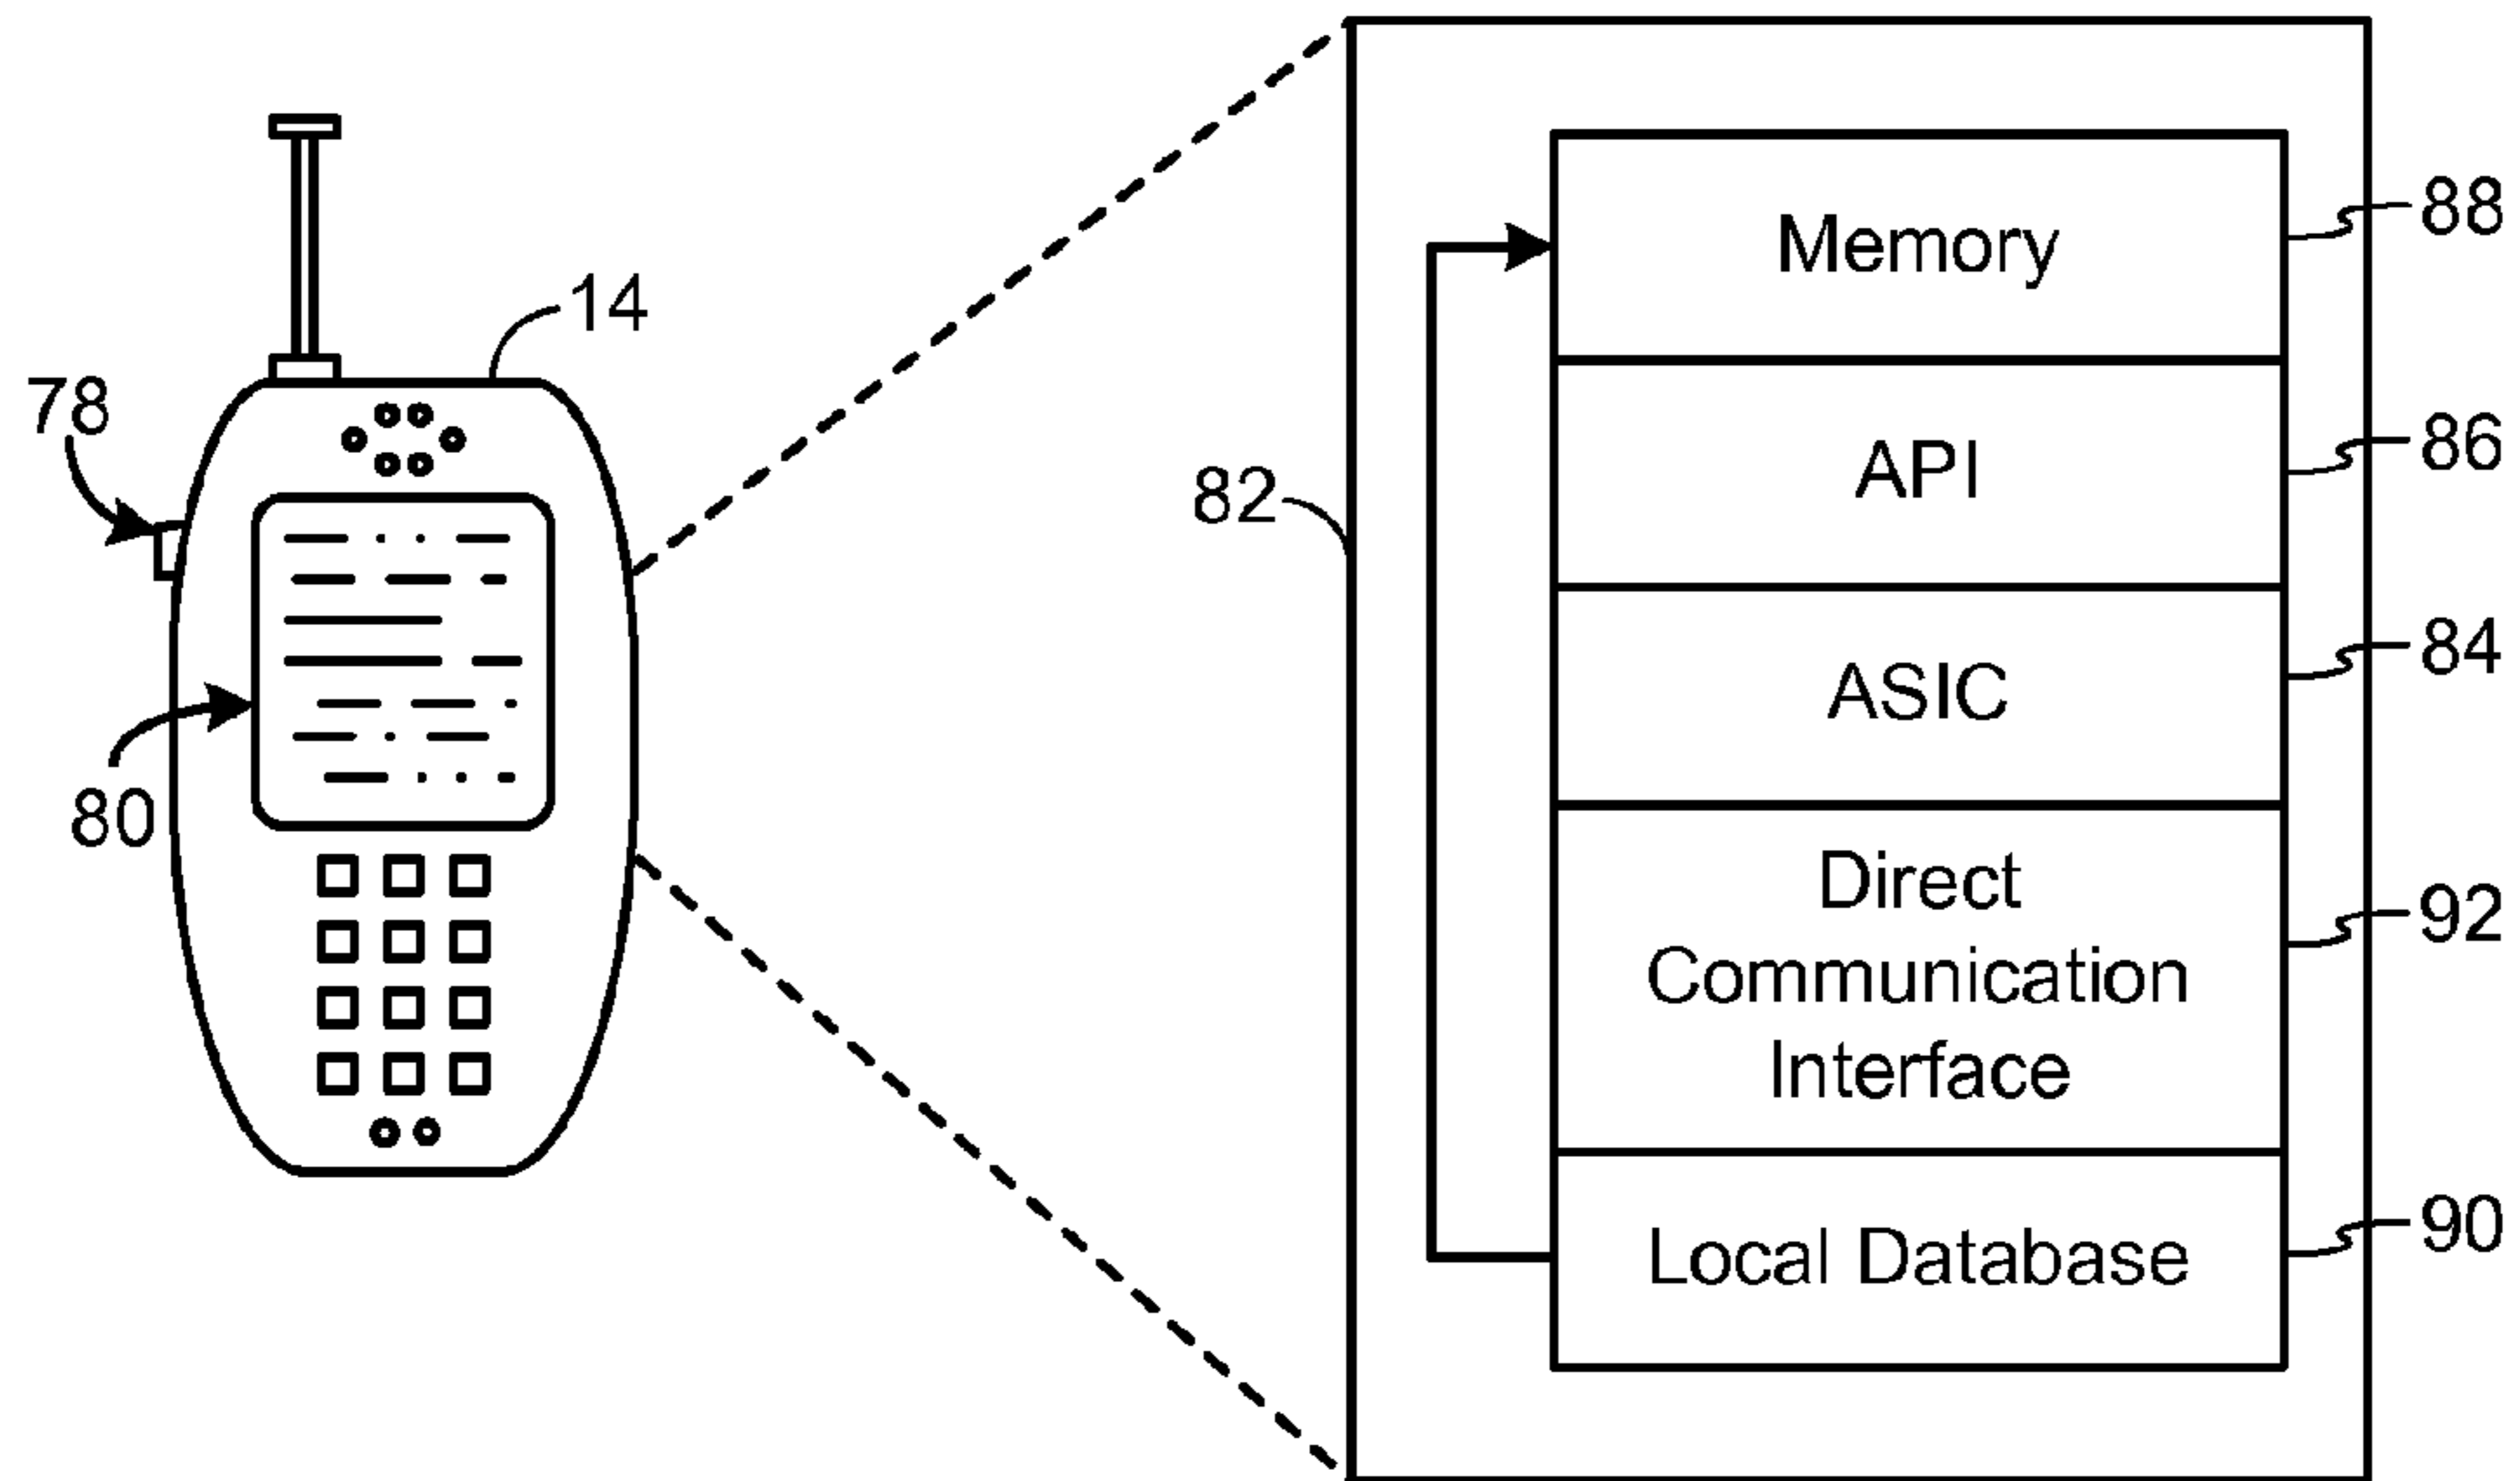 14
78
80
82
Memory
88
API
86
ASIC
84
Direct
Communication
Interface
92
Local Database
90